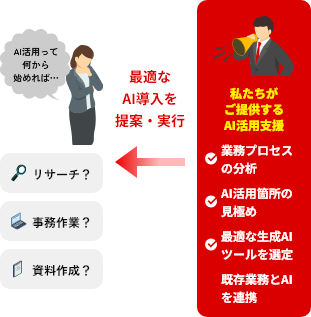 AI活用って
何から
始めれば…
リサーチ？
事務作業？
資料作成？
最適な
AI導入を
提案・実行
私たちが
ご提供する
AI活用支援
業務プロセス
の分析
AI活用箇所の
見極め
最適な生成AI
ツールを選定
既存業務とAI
を連携